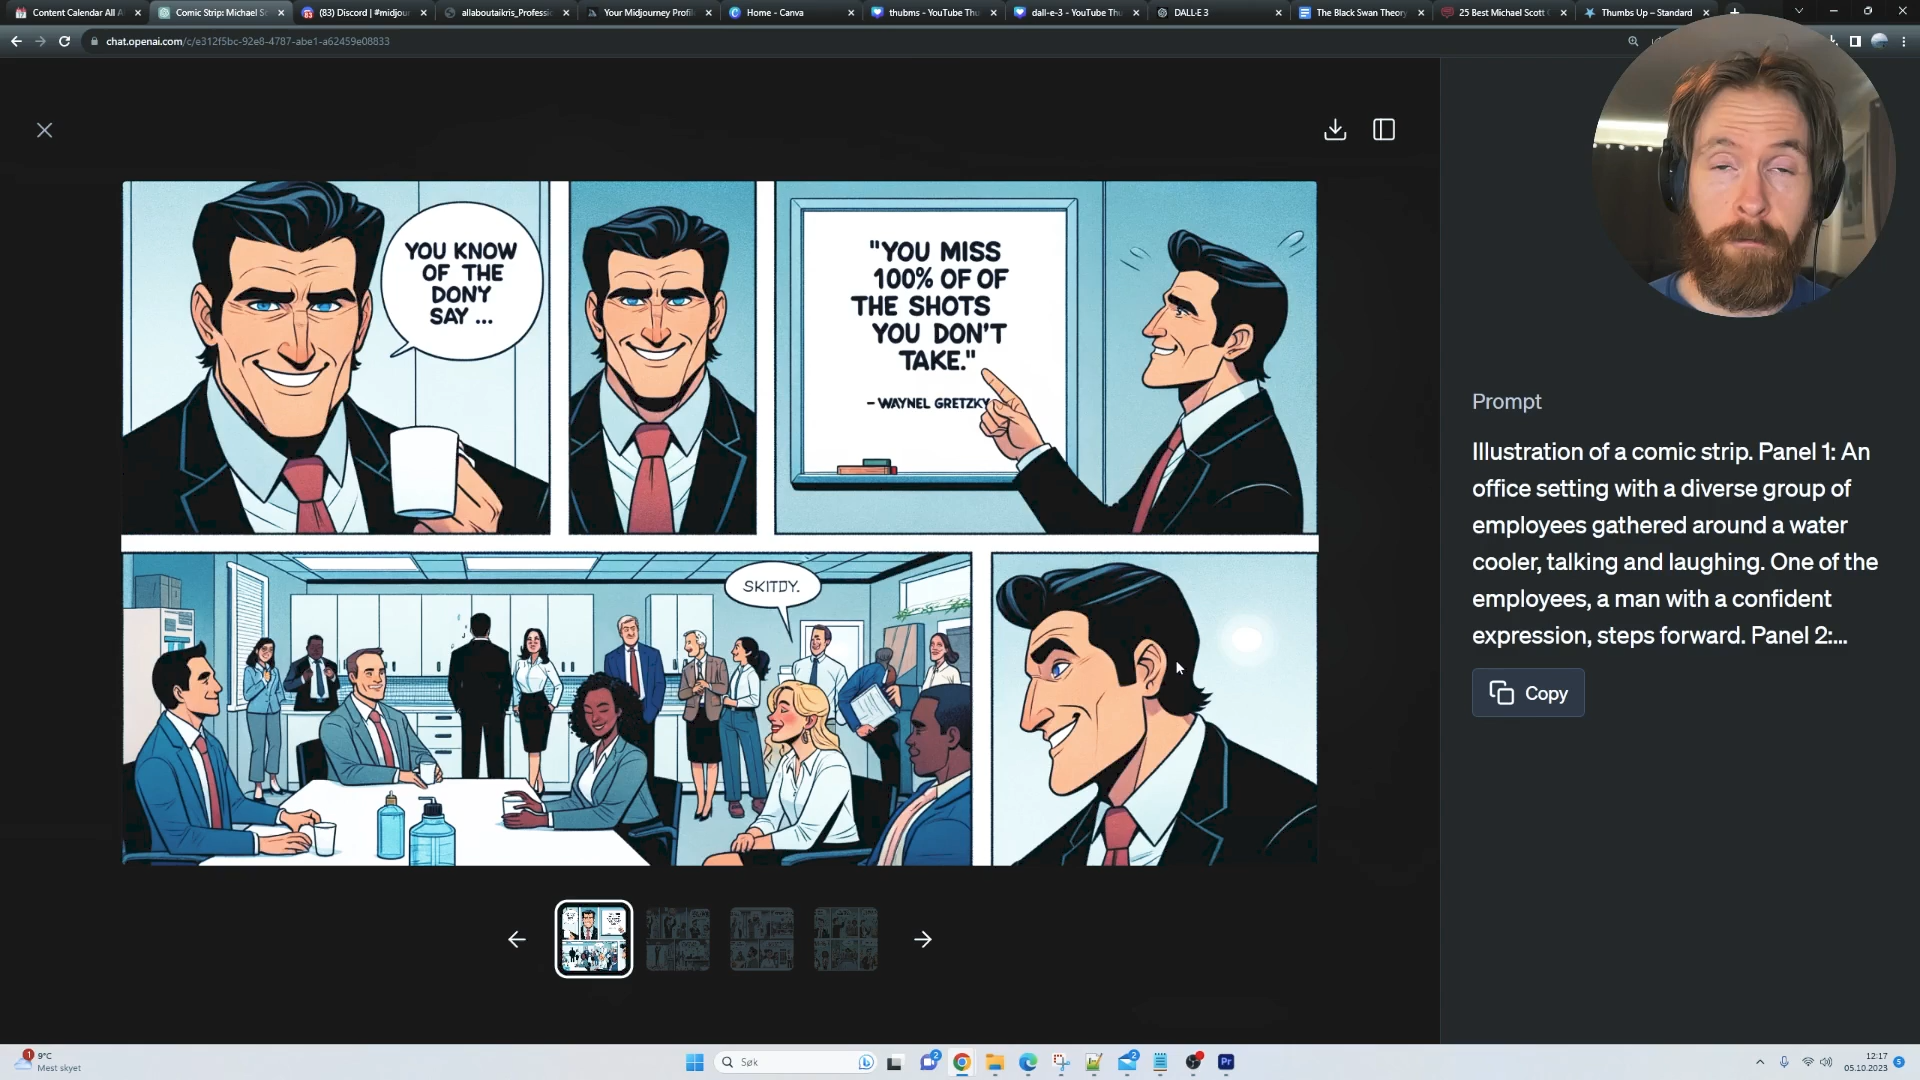 Content Calendar All A
Comic Strip: Michael S
(83) Discord | #midjour
allaboutaikris_Professi
Your Midjourney Profil
Home - Canva
thubms - YouTube Thu
dall-e-3 - YouTube Thu
DALL·E 3
The Black Swan Theory
25 Best Michael Scott
Thumbs Up – Standard
chat.openai.com/c/e312f5bc-92e8-4787-abe1-a62459e08833
YOU KNOW
OF THE
DONY
SAY ...
"YOU MISS
100% OF OF
THE SHOTS
YOU DON'T
TAKE."
– WAYNEL GRETZKY
SKITDY.
Prompt
Illustration of a comic strip. Panel 1: An
office setting with a diverse group of
employees gathered around a water
cooler, talking and laughing. One of the
employees, a man with a confident
expression, steps forward. Panel 2:...
Copy
9°C
Mest skyet
Søk
12:17
05.10.2023